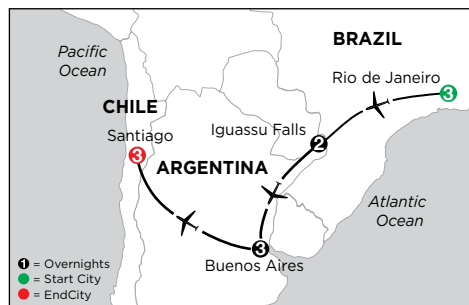 BRAZIL
Pacific
Ocean
Rio de Janeiro
3
CHILE
Santiago
Iguassu Falls
2
3
ARGENTINA
Atlantic
Ocean
3
Buenos Aires
1 = Overnights
= Start City
= EndCity